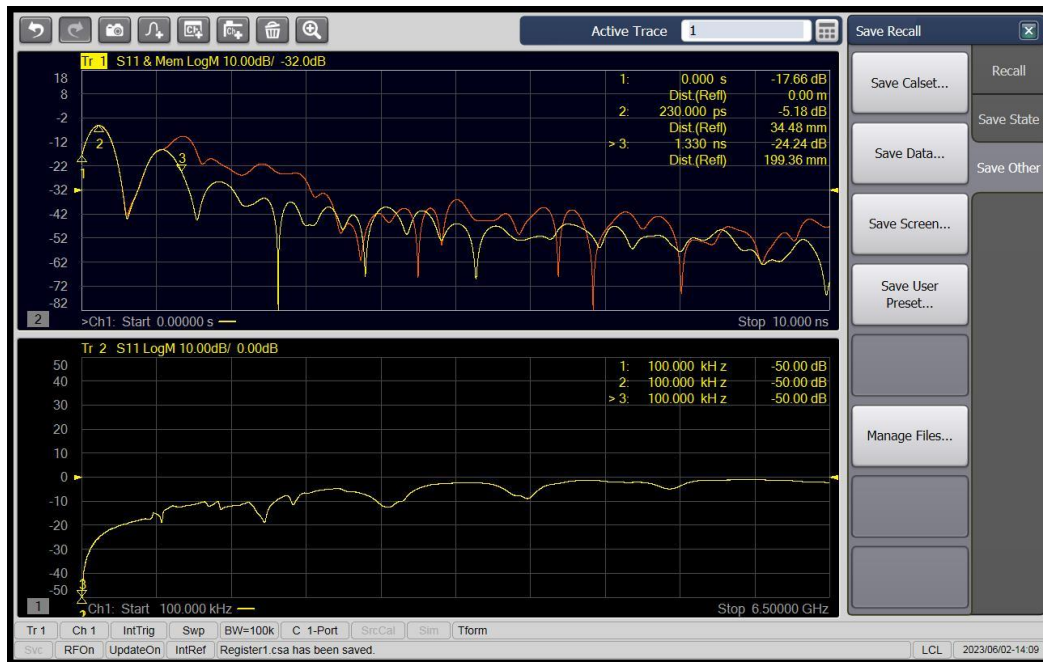 Active Trace 1
Save Recall
Tr 1 S11 & Mem LogM 10.00dB/ -32.0dB
18
8
-2
-12
-22
-32
-42
-52
-62
-72
-82
1: 0.000 s -17.66 dB
Dist.(Refl) 0.00 m
2: 230.000 ps -5.18 dB
Dist.(Refl) 34.48 mm
> 3: 1.330 ns -24.24 dB
Dist.(Refl) 199.36 mm
1
2
3
2
>Ch1: Start 0.00000 s
Stop 10.000 ns
Tr 2 S11 LogM 10.00dB/ 0.00dB
50
40
30
20
10
0
-10
-20
-30
-40
-50
1: 100.000 kHz -50.00 dB
2: 100.000 kHz -50.00 dB
> 3: 100.000 kHz -50.00 dB
3
2
1
Ch1: Start 100.000 kHz
Stop 6.50000 GHz
Save Calset...
Save Data...
Save Screen...
Save User
Preset...
Manage Files...
Recall
Save State
Save Other
Tr 1 Ch 1 IntTrig Swp BW=100k C 1-Port SrcCal Sim Tform
Svc RFOn UpdateOn IntRef Register1.csa has been saved. LCL 2023/06/02-14:09